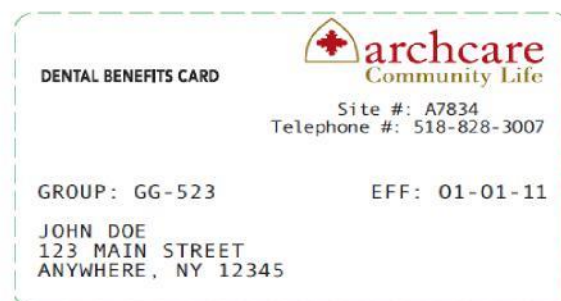 archcare
Community Life
DENTAL BENEFITS CARD
Site #: A7834
Telephone #: 518-828-3007
GROUP: GG-523 EFF: 01-01-11
JOHN DOE
123 MAIN STREET
ANYWHERE, NY 12345